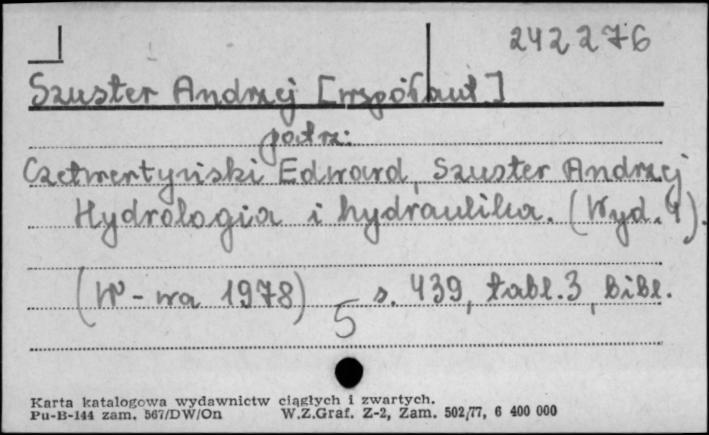 242276
Szuster Andrzej [współaut.]
patrz:
Czetwertyński Edward, Szuster Andrzej
Hydrologia i hydraulika. (Wyd. 4).
(W-wa 1978) s. 439, tabl. 3, bibl.
5
Karta katalogowa wydawnictw ciągłych i zwartych.
Pu-B-144 zam. 567/DW/On W.Z.Graf. Z-2, Zam. 502/77, 6 400 000